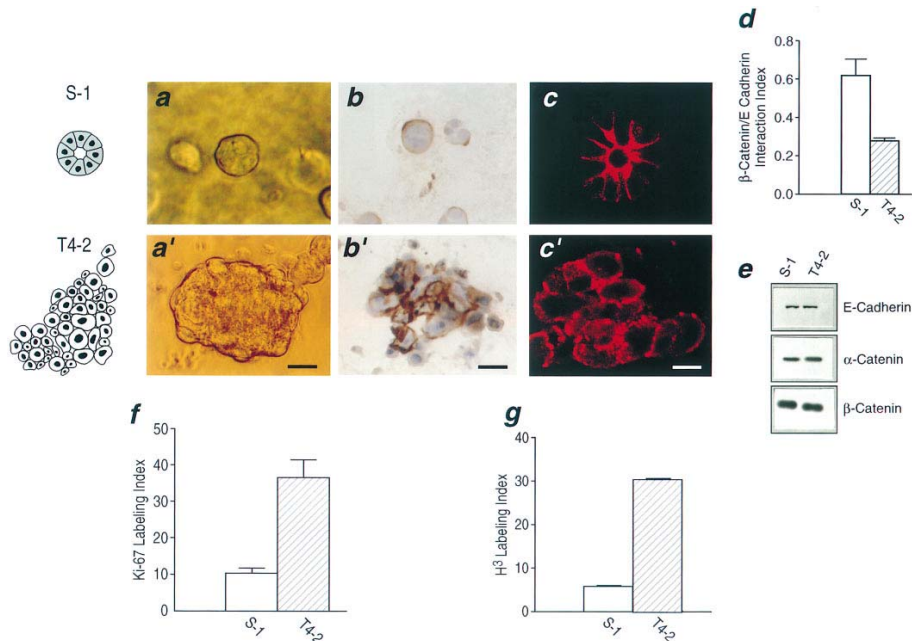 S-1
a
b
c
T4-2
a'
b'
c'
d
β-Catenin/E Cadherin
Interaction Index
0.8
0.6
0.4
0.2
0.0
S-1
T4-2
e
S-1
T4-2
E-Cadherin
α-Catenin
β-Catenin
f
Ki-67 Labeling Index
50
40
30
20
10
0
S-1
T4-2
g
H³ Labeling Index
40
30
20
10
0
S-1
T4-2